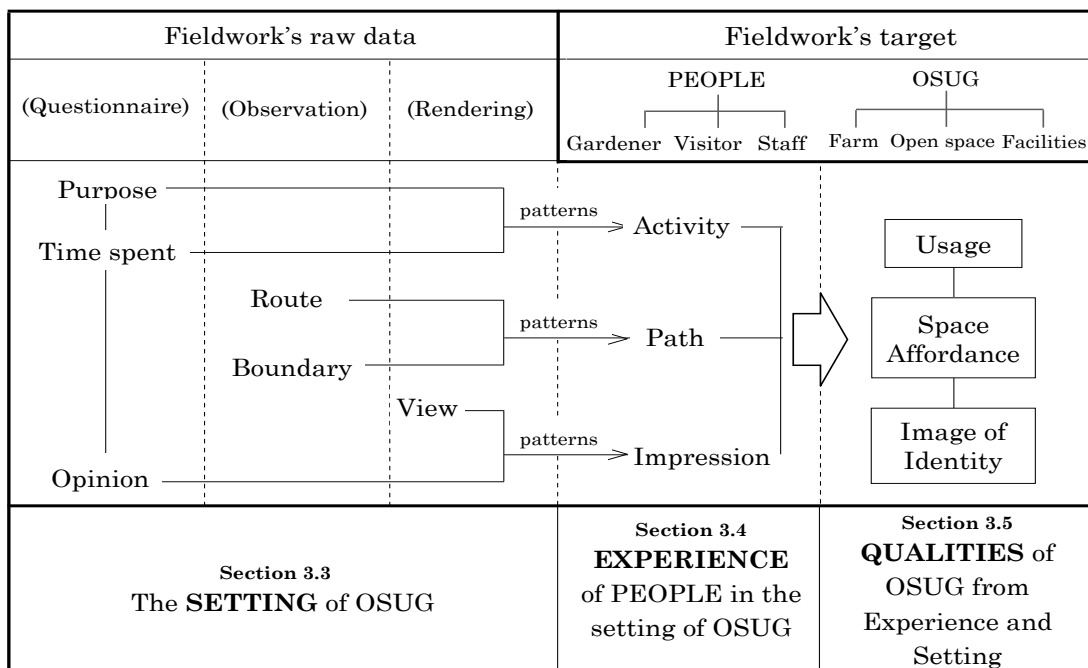 Fieldwork's raw data
Fieldwork's target
(Questionnaire)
(Observation)
(Rendering)
PEOPLE
OSUG
Gardener
Visitor
Staff
Farm
Open space
Facilities
Purpose
Time spent
Route
Boundary
View
Opinion
patterns
Activity
patterns
Path
patterns
Impression
Usage
Space
Affordance
Image of
Identity
Section 3.3
The SETTING of OSUG
Section 3.4
EXPERIENCE
of PEOPLE in the
setting of OSUG
Section 3.5
QUALITIES of
OSUG from
Experience and
Setting